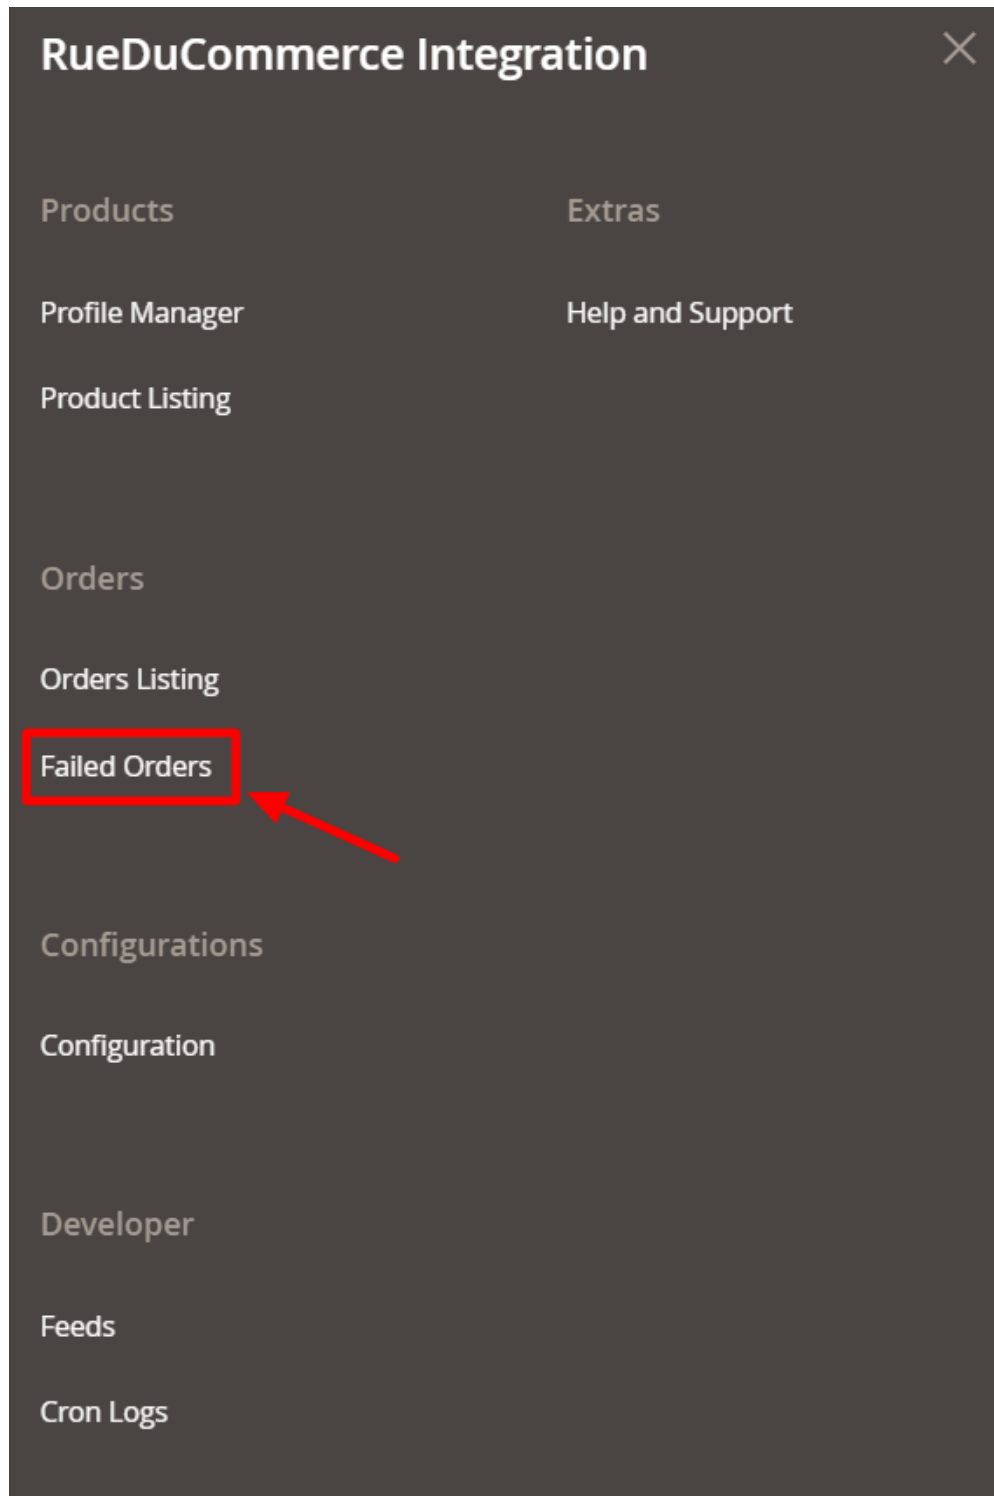 RueDuCommerce Integration
Products
Profile Manager
Product Listing
Extras
Help and Support
Orders
Orders Listing
Failed Orders
Configurations
Configuration
Developer
Feeds
Cron Logs